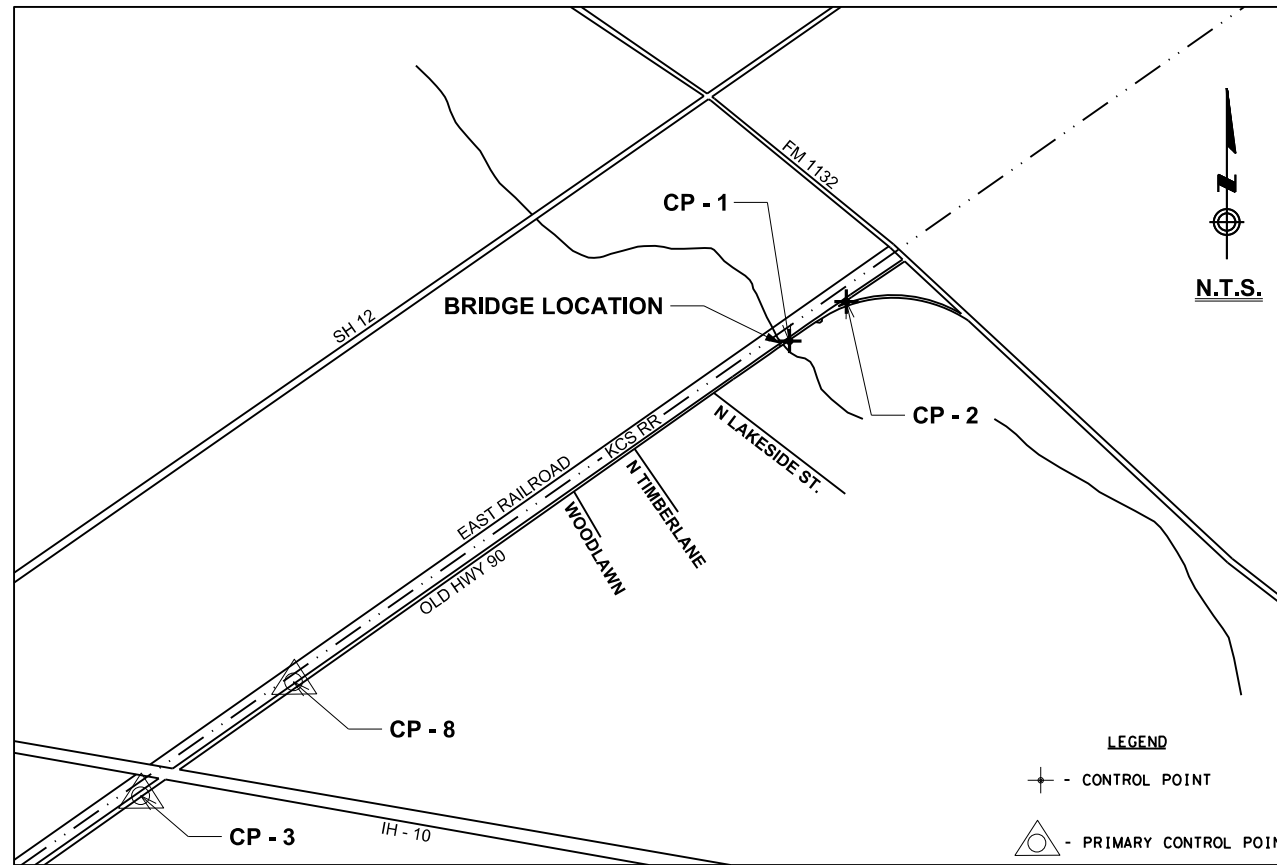 FM 1132
CP - 1
N
N.T.S.
BRIDGE LOCATION
SH 12
CP - 2
N LAKESIDE ST.
KCS RR
EAST RAILROAD
N TIMBERLANE
WOODLAWN
OLD HWY 90
CP - 8
LEGEND
- CONTROL POINT
CP - 3
IH - 10
- PRIMARY CONTROL POIN